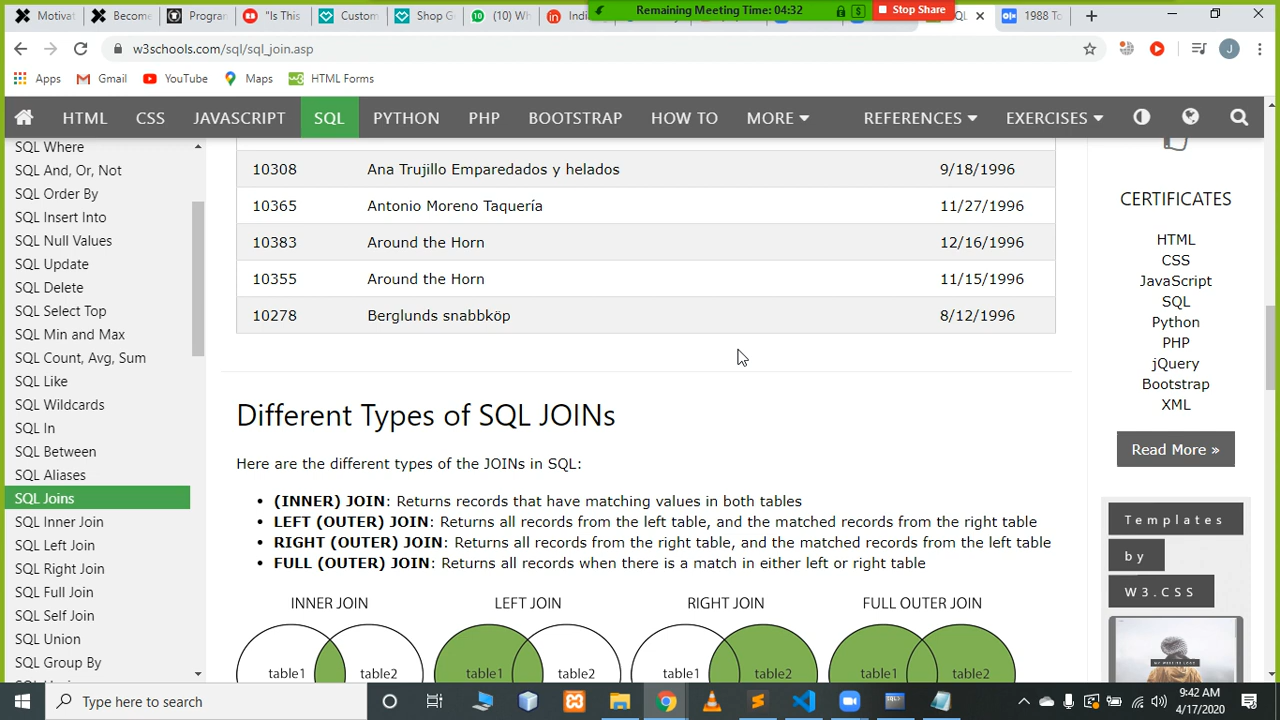 Motivat
Become
Program
"Is This
Custom
Shop G
(10) Wh
Indi
Remaining Meeting Time: 04:32
Stop Share
1988 To
w3schools.com/sql/sql_join.asp
J
Apps
Gmail
YouTube
Maps
HTML Forms
HTML
CSS
JAVASCRIPT
SQL
PYTHON
PHP
BOOTSTRAP
HOW TO
MORE
REFERENCES
EXERCISES
SQL Where
SQL And, Or, Not
SQL Order By
SQL Insert Into
SQL Null Values
SQL Update
SQL Delete
SQL Select Top
SQL Min and Max
SQL Count, Avg, Sum
SQL Like
SQL Wildcards
SQL In
SQL Between
SQL Aliases
SQL Joins
SQL Inner Join
SQL Left Join
SQL Right Join
SQL Full Join
SQL Self Join
SQL Union
SQL Group By
10308 Ana Trujillo Emparedados y helados 9/18/1996
10365 Antonio Moreno Taquería 11/27/1996
10383 Around the Horn 12/16/1996
10355 Around the Horn 11/15/1996
10278 Berglunds snabbköp 8/12/1996
Different Types of SQL JOINs
Here are the different types of the JOINs in SQL:
• (INNER) JOIN: Returns records that have matching values in both tables
• LEFT (OUTER) JOIN: Returns all records from the left table, and the matched records from the right table
• RIGHT (OUTER) JOIN: Returns all records from the right table, and the matched records from the left table
• FULL (OUTER) JOIN: Returns all records when there is a match in either left or right table
INNER JOIN
LEFT JOIN
RIGHT JOIN
FULL OUTER JOIN
table1 table2
table1 table2
table1 table2
table1 table2
CERTIFICATES
HTML
CSS
JavaScript
SQL
Python
PHP
jQuery
Bootstrap
XML
Read More »
Templates
by
W3.CSS
Type here to search
9:42 AM
4/17/2020